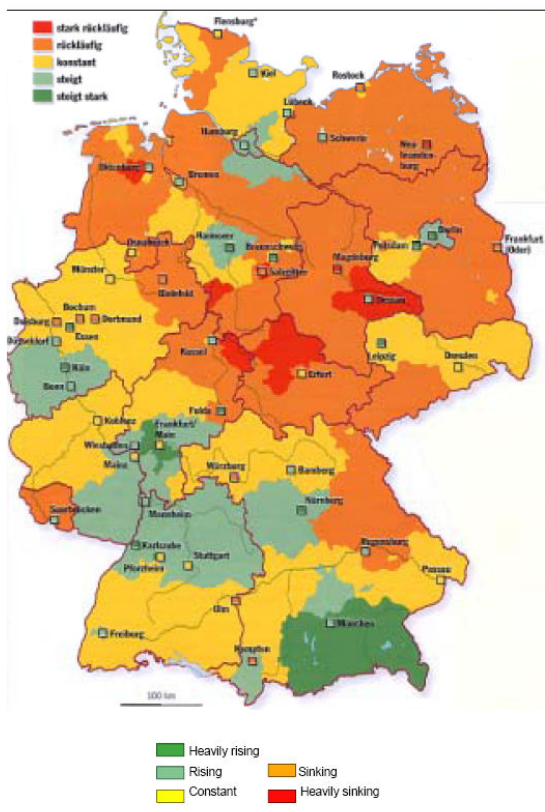 stark rückläufig
rückläufig
konstant
steigt
steigt stark
Flensburg*
Kiel
Rostock
Lübeck
Hamburg
Schwerin
Neu-
brandenburg
Oldenburg
Bremen
Berlin
Osnabrück
Hannover
Braunschweig
Potsdam
Frankfurt
(Oder)
Magdeburg
Salzgitter
Münster
Bielefeld
Dessau
Bochum
Duisburg
Dortmund
Essen
Düsseldorf
Kassel
Leipzig
Dresden
Köln
Erfurt
Bonn
Fulda
Koblenz
Frankfurt/
Main
Wiesbaden
Mainz
Würzburg
Bamberg
Nürnberg
Saarbrücken
Mannheim
Karlsruhe
Regensburg
Stuttgart
Pforzheim
Passau
Ulm
Freiburg
München
Kempten
100 km
Heavily rising
Rising
Sinking
Constant
Heavily sinking